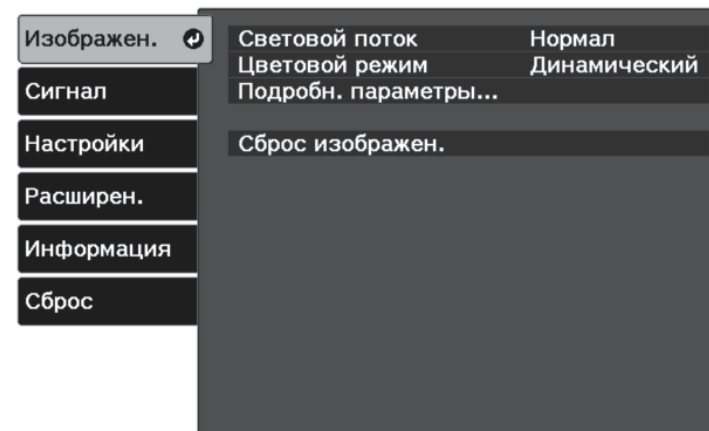 Изображен.
Сигнал
Настройки
Расширен.
Информация
Сброс
Световой поток Нормал
Цветовой режим Динамический
Подробн. параметры...
Сброс изображен.